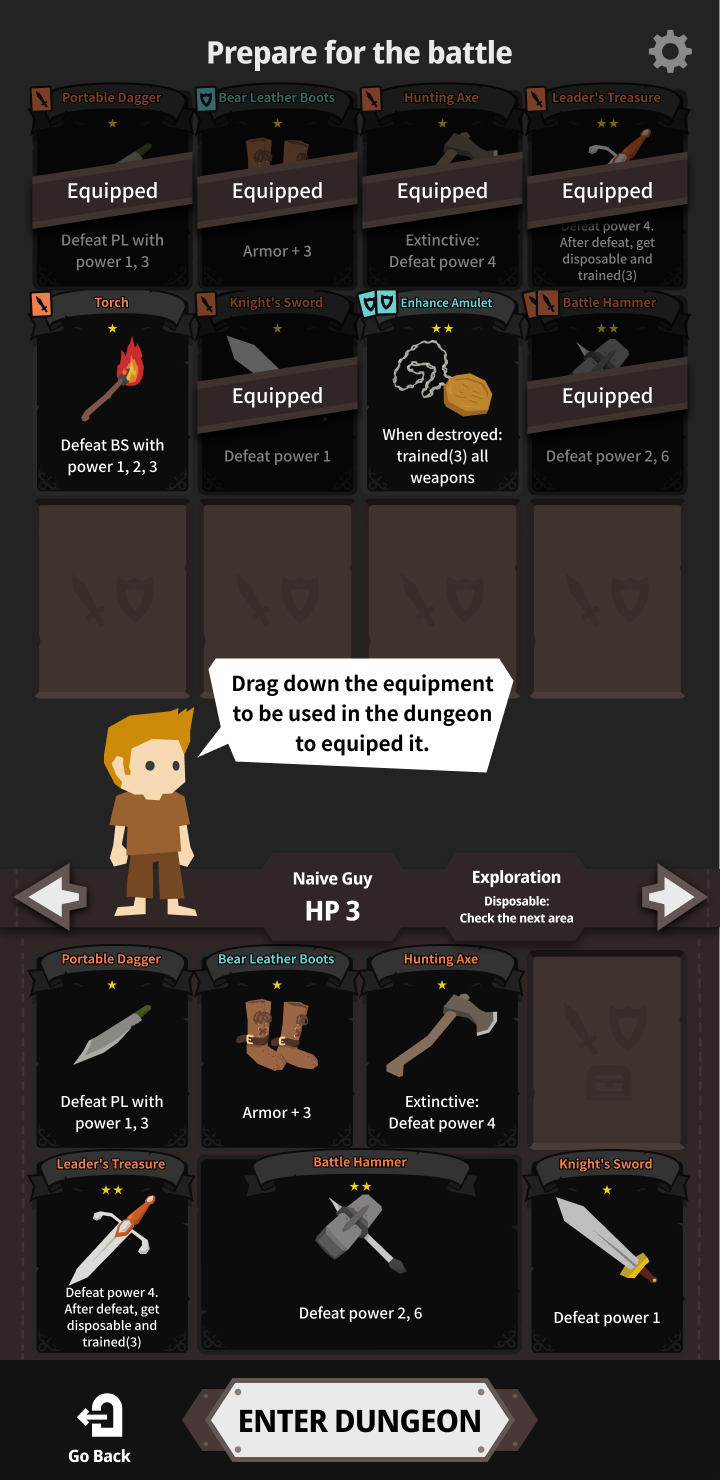 Prepare for the battle
Portable Dagger
Bear Leather Boots
Hunting Axe
Leader's Treasure
Equipped
Equipped
Equipped
Equipped
Defeat PL with
power 1, 3
Armor + 3
Extinctive:
Defeat power 4
Defeat power 4.
After defeat, get
disposable and
trained(3)
Torch
Knight's Sword
Enhance Amulet
Battle Hammer
Equipped
Equipped
Defeat BS with
power 1, 2, 3
Defeat power 1
When destroyed:
trained(3) all
weapons
Defeat power 2, 6
Drag down the equipment
to be used in the dungeon
to equiped it.
Naive Guy
HP 3
Exploration
Disposable:
Check the next area
Portable Dagger
Bear Leather Boots
Hunting Axe
Defeat PL with
power 1, 3
Armor + 3
Extinctive:
Defeat power 4
Leader's Treasure
Battle Hammer
Knight's Sword
Defeat power 4.
After defeat, get
disposable and
trained(3)
Defeat power 2, 6
Defeat power 1
Go Back
ENTER DUNGEON